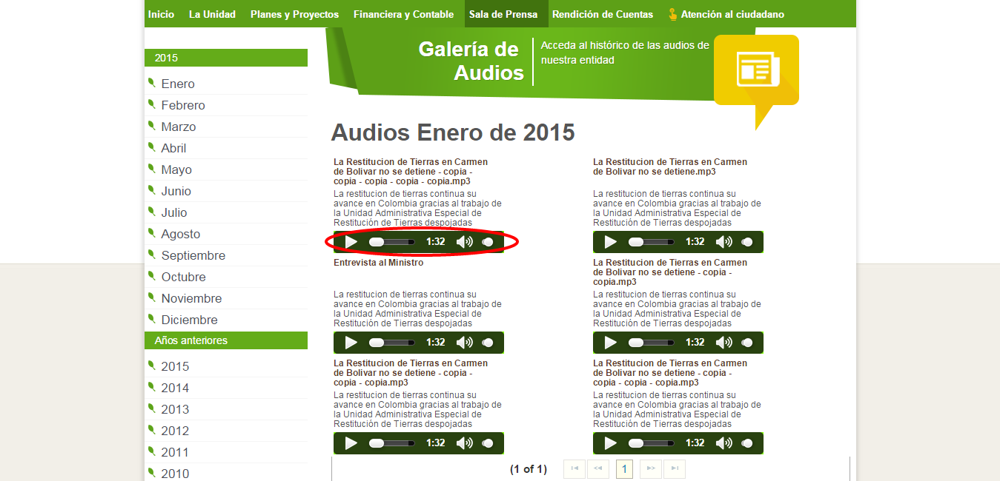 Inicio La Unidad Planes y Proyectos Financiera y Contable Sala de Prensa Rendición de Cuentas Atención al ciudadano
2015
Enero
Febrero
Marzo
Abril
Mayo
Junio
Julio
Agosto
Septiembre
Octubre
Noviembre
Diciembre
Años anteriores
2015
2014
2013
2012
2011
2010
Galería de
Audios
Acceda al histórico de las audios de
nuestra entidad
Audios Enero de 2015
La Restitucion de Tierras en Carmen
de Bolivar no se detiene - copia -
copia - copia - copia - copia.mp3
La restitucion de tierras continua su
avance en Colombia gracias al trabajo de
la Unidad Administrativa Especial de
Restitución de Tierras despojadas
1:32
La Restitucion de Tierras en Carmen
de Bolivar no se detiene.mp3
La restitucion de tierras continua su
avance en Colombia gracias al trabajo de
la Unidad Administrativa Especial de
Restitución de Tierras despojadas
1:32
Entrevista al Ministro
La restitucion de tierras continua su
avance en Colombia gracias al trabajo de
la Unidad Administrativa Especial de
Restitución de Tierras despojadas
1:32
La Restitucion de Tierras en Carmen
de Bolivar no se detiene - copia -
copia.mp3
La restitucion de tierras continua su
avance en Colombia gracias al trabajo de
la Unidad Administrativa Especial de
Restitución de Tierras despojadas
1:32
La Restitucion de Tierras en Carmen
de Bolivar no se detiene - copia -
copia - copia.mp3
La restitucion de tierras continua su
avance en Colombia gracias al trabajo de
la Unidad Administrativa Especial de
Restitución de Tierras despojadas
1:32
La Restitucion de Tierras en Carmen
de Bolivar no se detiene - copia -
copia - copia - copia.mp3
La restitucion de tierras continua su
avance en Colombia gracias al trabajo de
la Unidad Administrativa Especial de
Restitución de Tierras despojadas
1:32
(1 of 1) 1